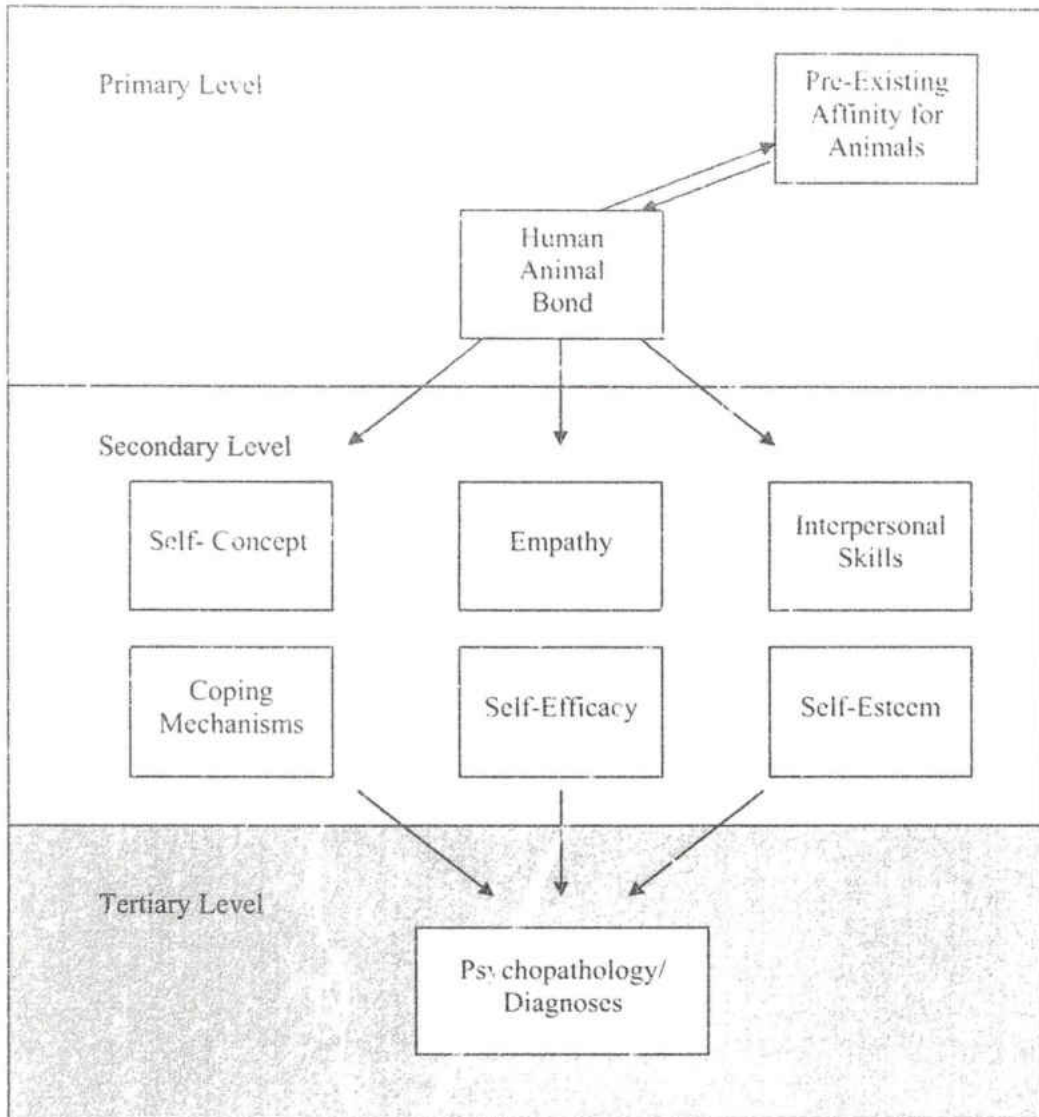 Primary Level
Pre-Existing
Affinity for
Animals
Human
Animal
Bond
Secondary Level
Self- Concept
Empathy
Interpersonal
Skills
Coping
Mechanisms
Self-Efficacy
Self-Esteem
Tertiary Level
Psychopathology/
Diagnoses